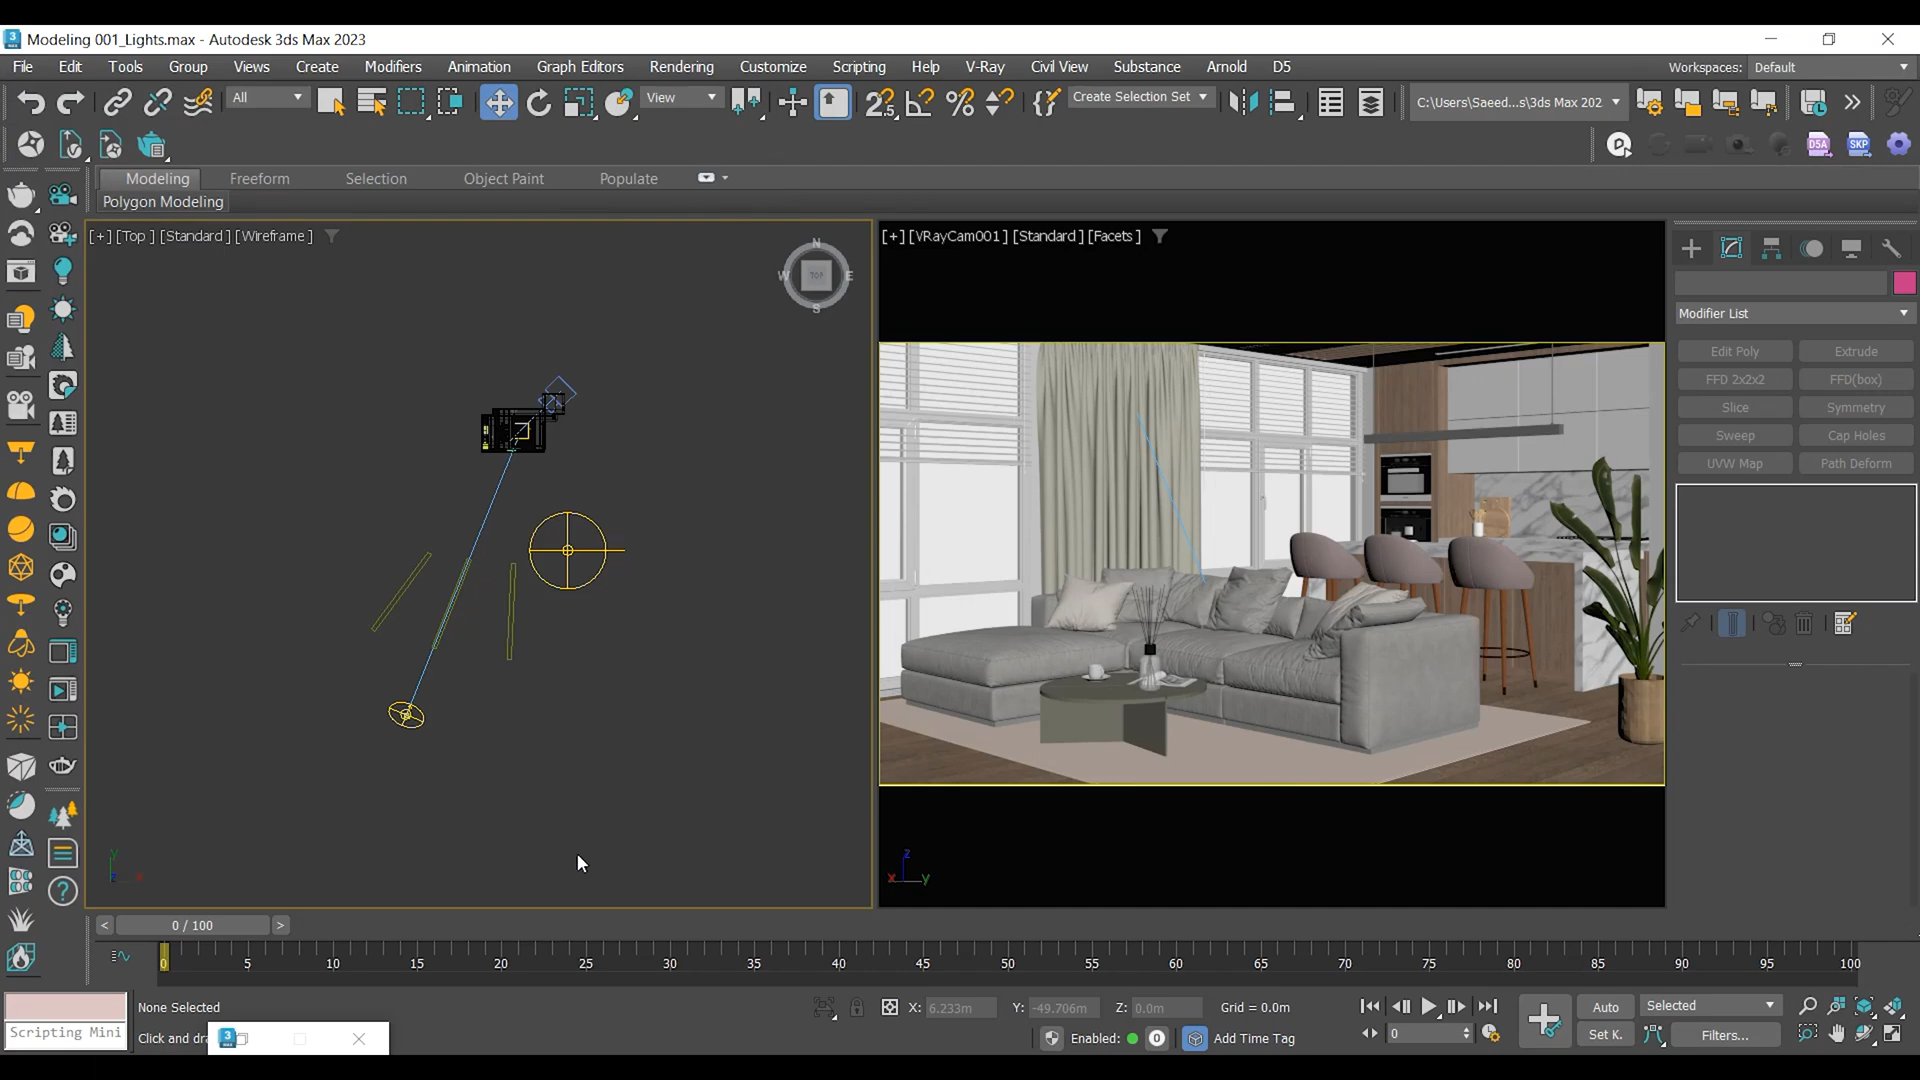 Modeling 001_Lights.max - Autodesk 3ds Max 2023
File Edit Tools Group Views Create Modifiers Animation Graph Editors Rendering Customize Scripting Help V-Ray Civil View Substance Arnold D5 Workspaces: Default
All View Create Selection Set C:\Users\Saeed...s\3ds Max 202
D5A SKP
Modeling Freeform Selection Object Paint Populate
Polygon Modeling
[+] [Top ] [Standard ] [Wireframe ] [+] [VRayCam001 ] [Standard ] [Facets ]
N
W TOP E
S
Modifier List
Edit Poly Extrude
FFD 2x2x2 FFD(box)
Slice Symmetry
Sweep Cap Holes
UVW Map Path Deform
y z
z x x y
< 0 / 100 >
0 5 10 15 20 25 30 35 40 45 50 55 60 65 70 75 80 85 90 95 100
None Selected X: 6.233m Y: -49.706m Z: 0.0m Grid = 0.0m Auto Selected
Scripting Mini Click and dra Enabled: 0 Add Time Tag 0 Set K. Filters...